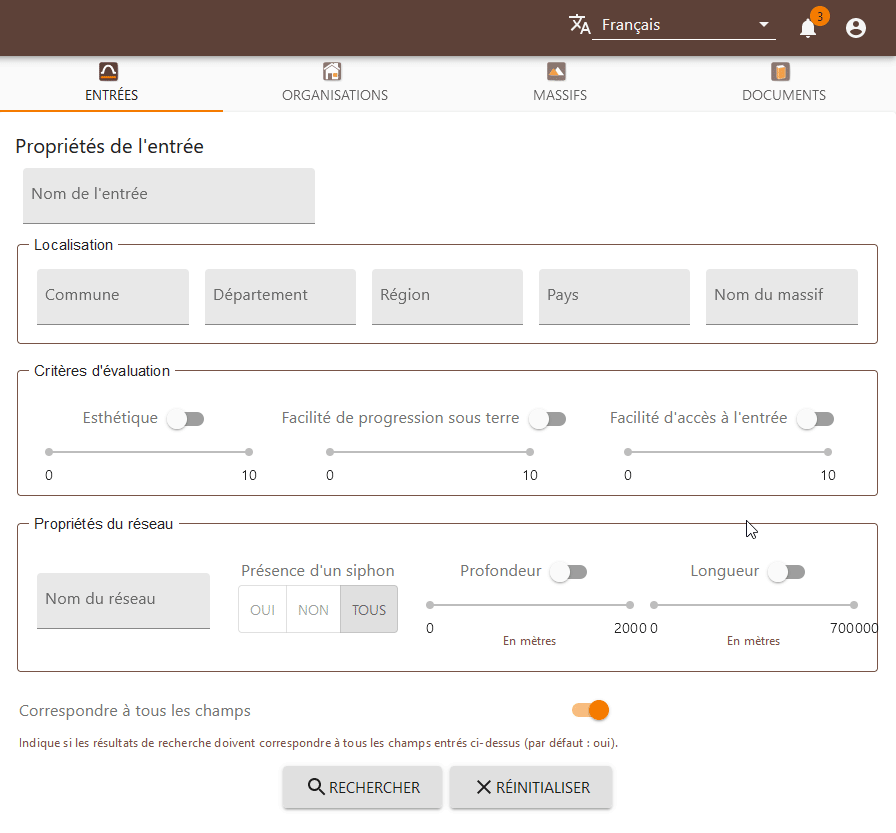 Français
3
ENTRÉES
ORGANISATIONS
MASSIFS
DOCUMENTS
Propriétés de l'entrée
Nom de l'entrée
Localisation
Commune
Département
Région
Pays
Nom du massif
Critères d'évaluation
Esthétique
Facilité de progression sous terre
Facilité d'accès à l'entrée
0 10
0 10
0 10
Propriétés du réseau
Nom du réseau
Présence d'un siphon
OUI NON TOUS
Profondeur
0 2000
En mètres
Longueur
0 700000
En mètres
Correspondre à tous les champs
Indique si les résultats de recherche doivent correspondre à tous les champs entrés ci-dessus (par défaut : oui).
RECHERCHER
RÉINITIALISER